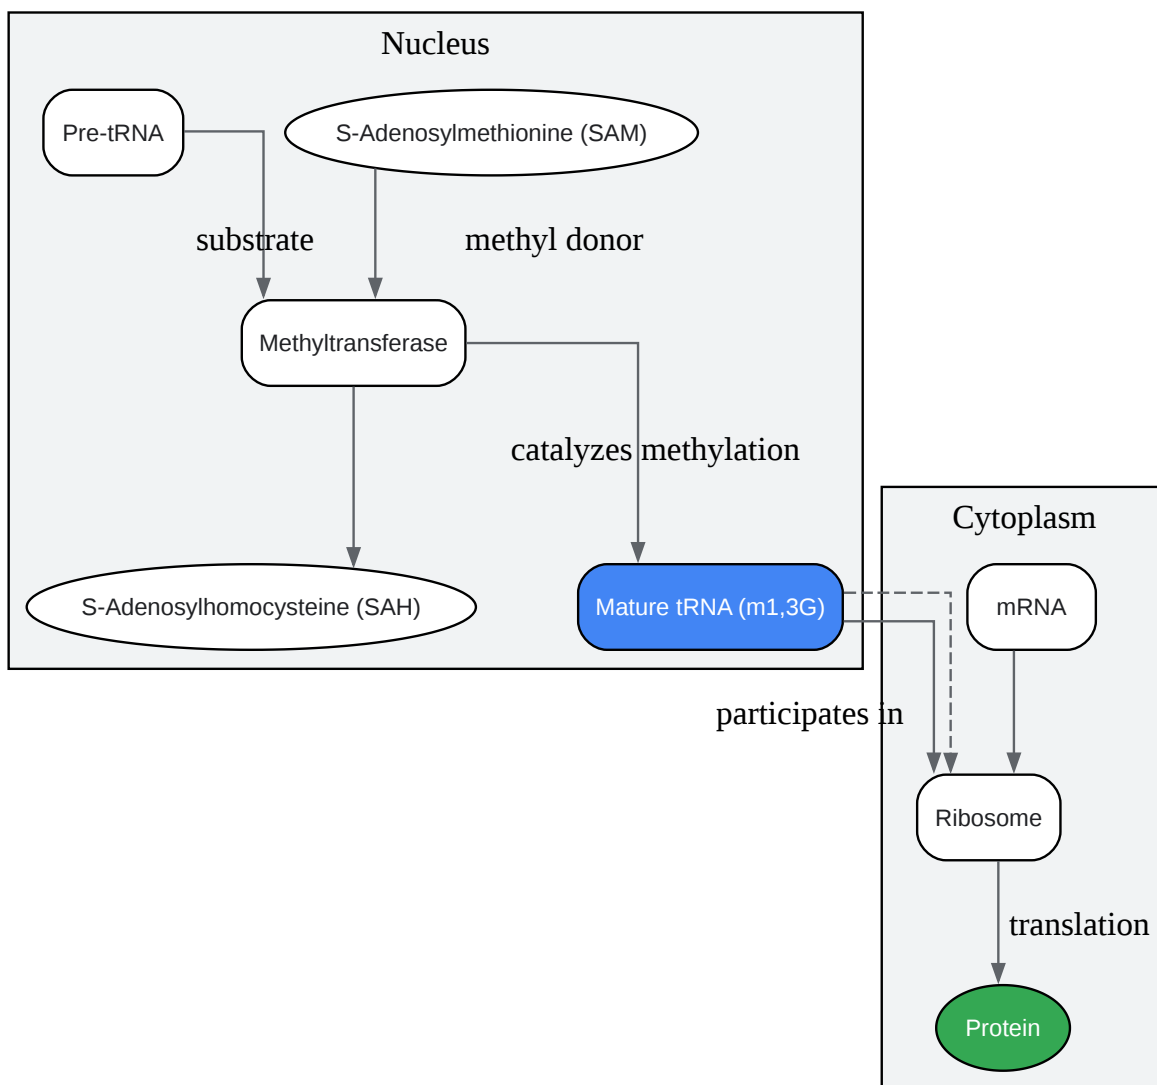 Nucleus
Pre-tRNA
S-Adenosylmethionine (SAM)
substrate
methyl donor
Methyltransferase
catalyzes methylation
Cytoplasm
S-Adenosylhomocysteine (SAH)
Mature tRNA (m1,3G)
mRNA
participates in
Ribosome
translation
Protein